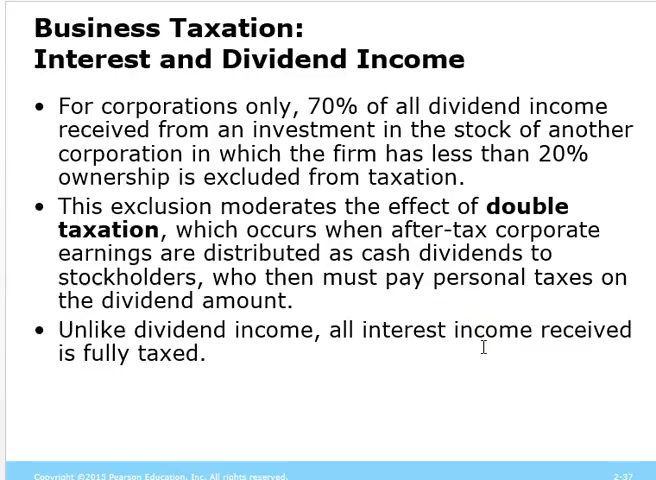 Business Taxation:
Interest and Dividend Income
• For corporations only, 70% of all dividend income
received from an investment in the stock of another
corporation in which the firm has less than 20%
ownership is excluded from taxation.
• This exclusion moderates the effect of double
taxation, which occurs when after-tax corporate
earnings are distributed as cash dividends to
stockholders, who then must pay personal taxes on
the dividend amount.
• Unlike dividend income, all interest income received
is fully taxed.
Copyright ©2015 Pearson Education, Inc. All rights reserved.
2-37